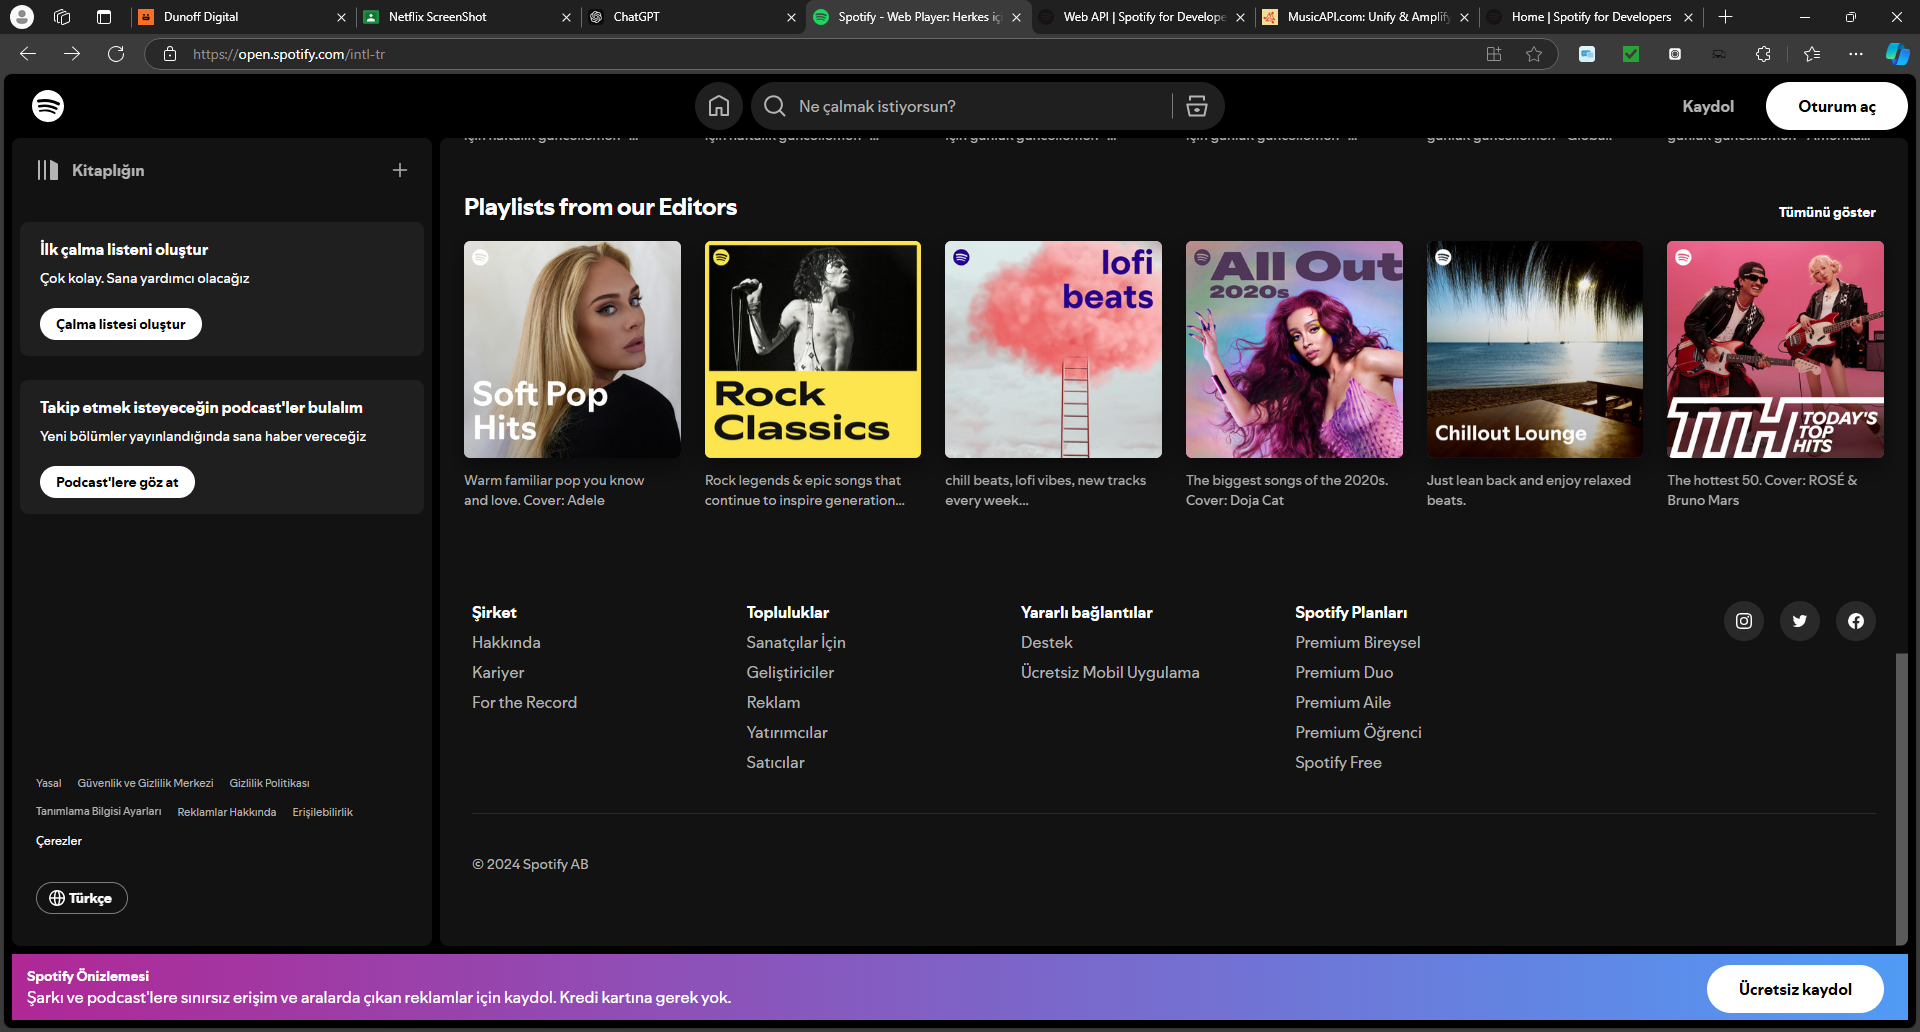 Dunoff Digital
Netflix ScreenShot
ChatGPT
Spotify - Web Player: Herkes içi
Web API | Spotify for Develope
MusicAPI.com: Unify & Amplify
Home | Spotify for Developers
https://open.spotify.com/intl-tr
Ne çalmak istiyorsun?
Kaydol
Oturum aç
Kitaplığın
İlk çalma listeni oluştur
Çok kolay. Sana yardımcı olacağız
Çalma listesi oluştur
Takip etmek isteyeceğin podcast'ler bulalım
Yeni bölümler yayınlandığında sana haber vereceğiz
Podcast'lere göz at
Yasal
Güvenlik ve Gizlilik Merkezi
Gizlilik Politikası
Tanımlama Bilgisi Ayarları
Reklamlar Hakkında
Erişilebilirlik
Çerezler
Türkçe
Playlists from our Editors
Tümünü göster
Soft Pop
Hits
Warm familiar pop you know
and love. Cover: Adele
Rock
Classics
Rock legends & epic songs that
continue to inspire generation...
lofi
beats
chill beats, lofi vibes, new tracks
every week...
All Out
2020s
The biggest songs of the 2020s.
Cover: Doja Cat
Chillout Lounge
Just lean back and enjoy relaxed
beats.
TTH TODAY'S
TOP
HITS
The hottest 50. Cover: ROSÉ &
Bruno Mars
Şirket
Hakkında
Kariyer
For the Record
Topluluklar
Sanatçılar İçin
Geliştiriciler
Reklam
Yatırımcılar
Satıcılar
Yararlı bağlantılar
Destek
Ücretsiz Mobil Uygulama
Spotify Planları
Premium Bireysel
Premium Duo
Premium Aile
Premium Öğrenci
Spotify Free
© 2024 Spotify AB
Spotify Önizlemesi
Şarkı ve podcast'lere sınırsız erişim ve aralarda çıkan reklamlar için kaydol. Kredi kartına gerek yok.
Ücretsiz kaydol